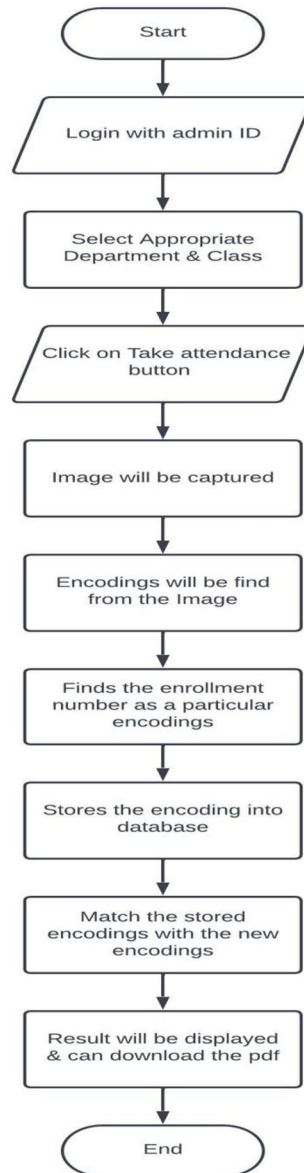 Start
Login with admin ID
Select Appropriate
Department & Class
Click on Take attendance
button
Image will be captured
Encodings will be find
from the Image
Finds the enrollment
number as a particular
encodings
Stores the encoding into
database
Match the stored
encodings with the new
encodings
Result will be displayed
& can download the pdf
End